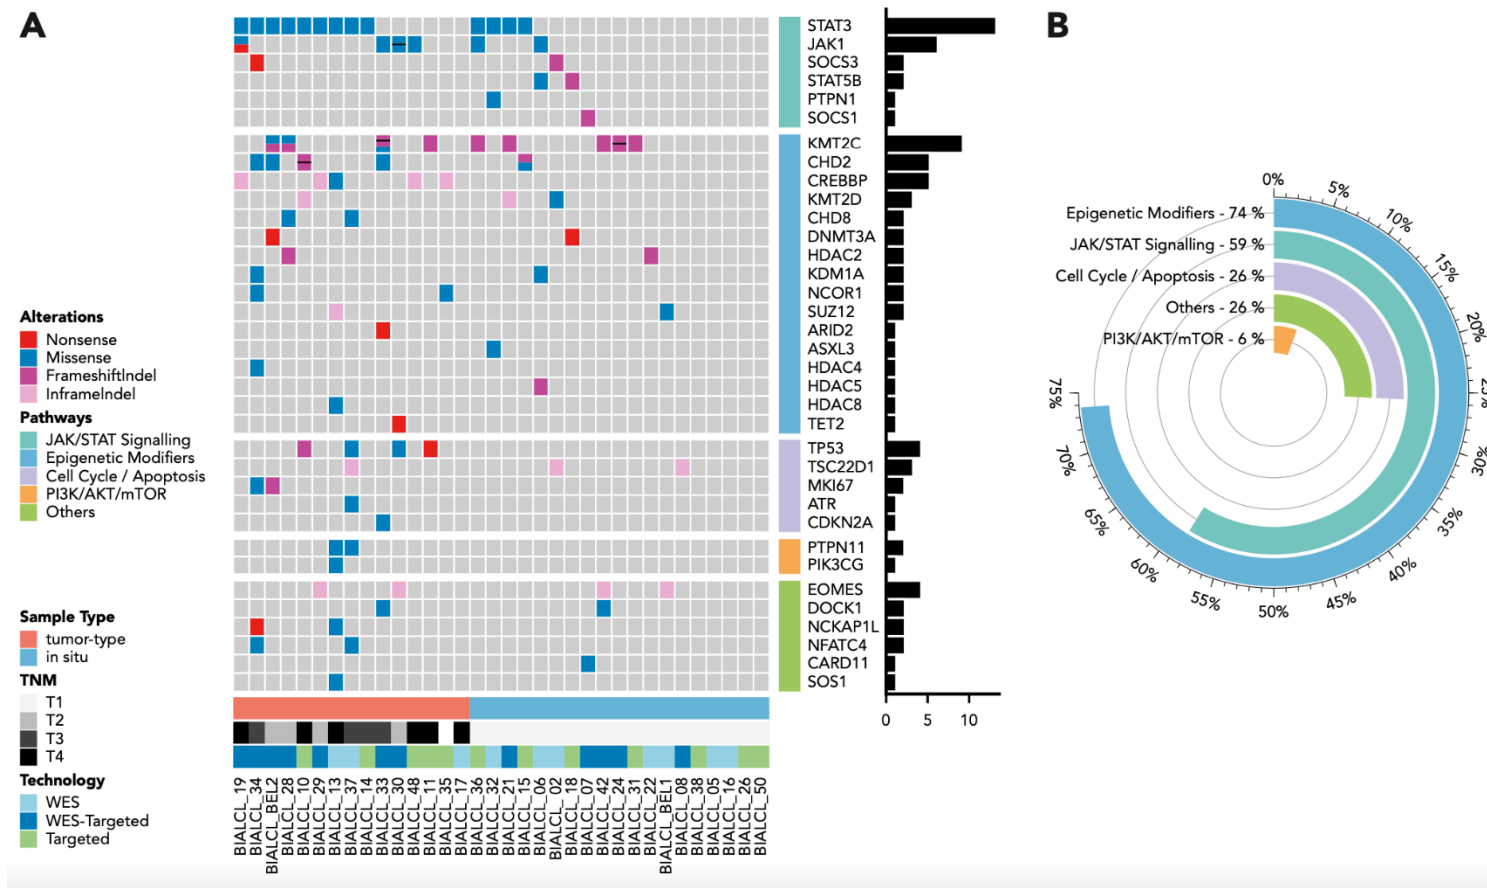 A
B
STAT3
JAK1
SOCS3
STAT5B
PTPN1
SOCS1
KMT2C
CHD2
CREBBP
KMT2D
CHD8
DNMT3A
HDAC2
KDM1A
NCOR1
SUZ12
ARID2
ASXL3
HDAC4
HDAC5
HDAC8
TET2
TP53
TSC22D1
MKI67
ATR
CDKN2A
PTPN11
PIK3CG
EOMES
DOCK1
NCKAP1L
NFATC4
CARD11
SOS1
0 5 10
Alterations
Nonsense
Missense
FrameshiftIndel
InframeIndel
Pathways
JAK/STAT Signalling
Epigenetic Modifiers
Cell Cycle / Apoptosis
PI3K/AKT/mTOR
Others
Sample Type
tumor-type
in situ
TNM
T1
T2
T3
T4
Technology
WES
WES-Targeted
Targeted
BIALCL_19
BIALCL_34
BIALCL_BEL2
BIALCL_28
BIALCL_10
BIALCL_29
BIALCL_13
BIALCL_37
BIALCL_14
BIALCL_33
BIALCL_30
BIALCL_48
BIALCL_11
BIALCL_35
BIALCL_17
BIALCL_36
BIALCL_32
BIALCL_21
BIALCL_15
BIALCL_06
BIALCL_02
BIALCL_18
BIALCL_07
BIALCL_42
BIALCL_24
BIALCL_31
BIALCL_22
BIALCL_BEL1
BIALCL_08
BIALCL_38
BIALCL_05
BIALCL_16
BIALCL_26
BIALCL_50
Epigenetic Modifiers - 74 %
JAK/STAT Signalling - 59 %
Cell Cycle / Apoptosis - 26 %
Others - 26 %
PI3K/AKT/mTOR - 6 %
0%
5%
10%
15%
20%
25%
30%
35%
40%
45%
50%
55%
60%
65%
70%
75%